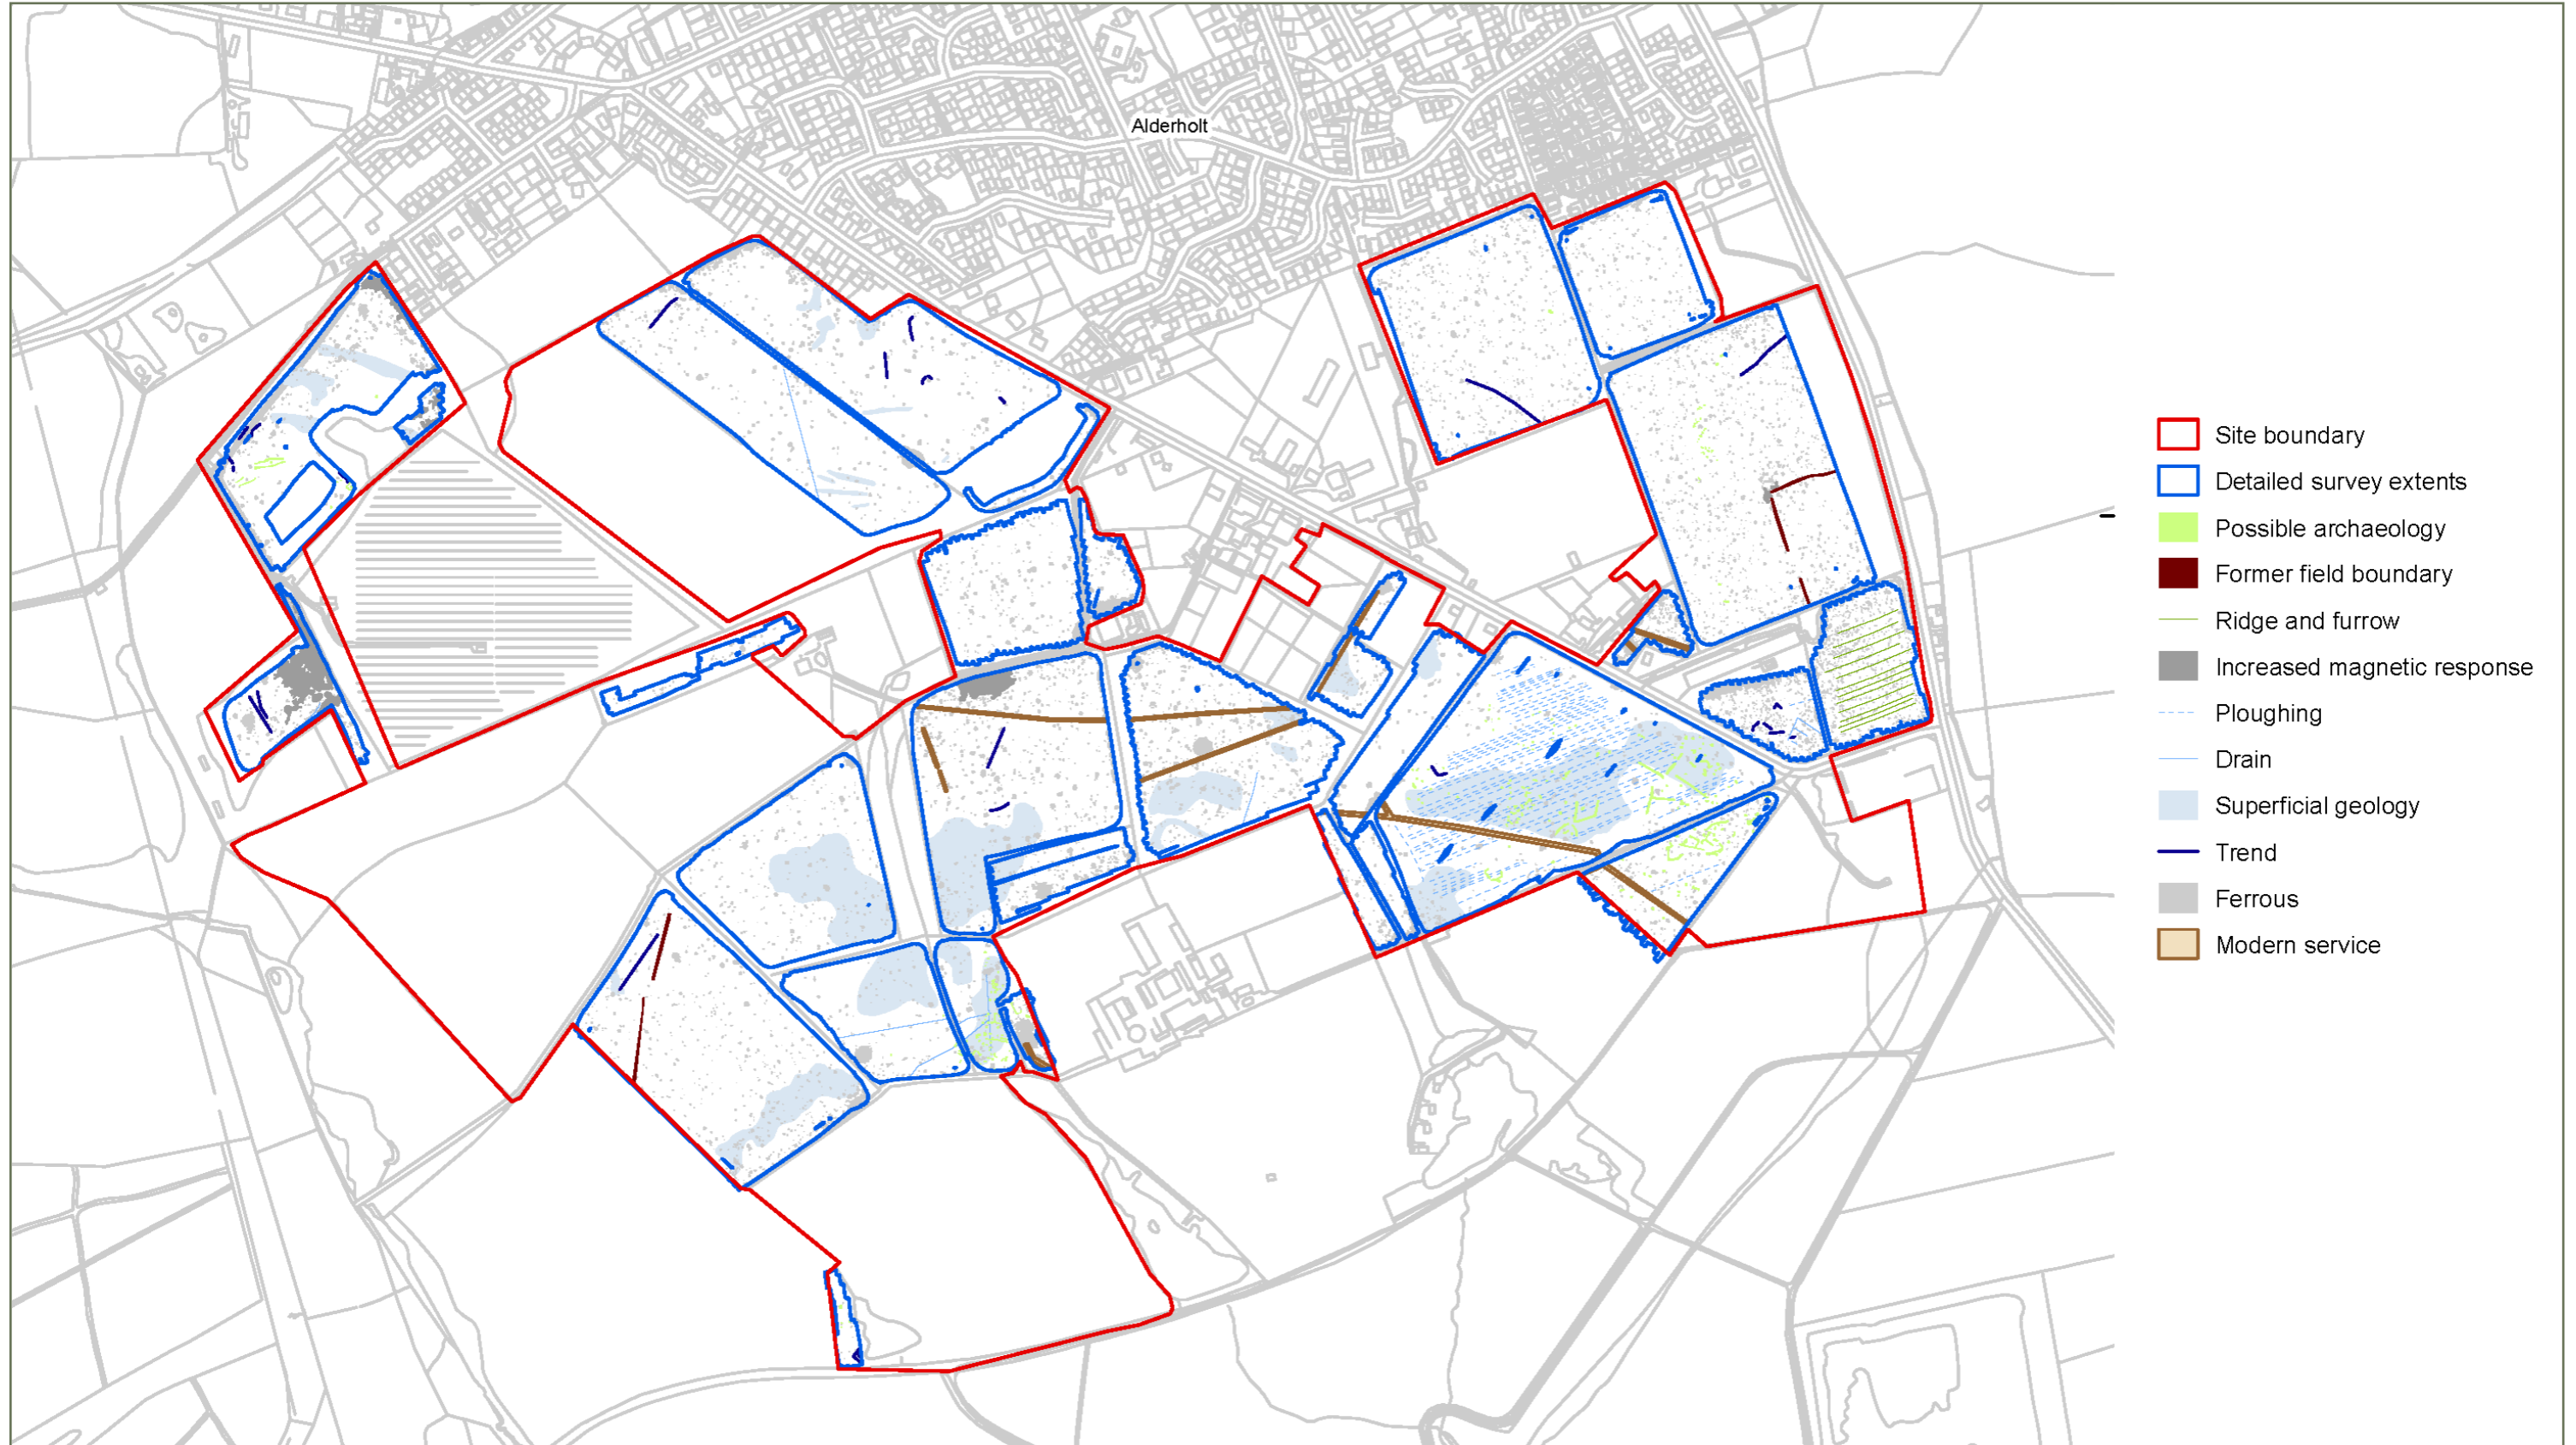 Alderholt
Site boundary
Detailed survey extents
Possible archaeology
Former field boundary
Ridge and furrow
Increased magnetic response
Ploughing
Drain
Superficial geology
Trend
Ferrous
Modern service